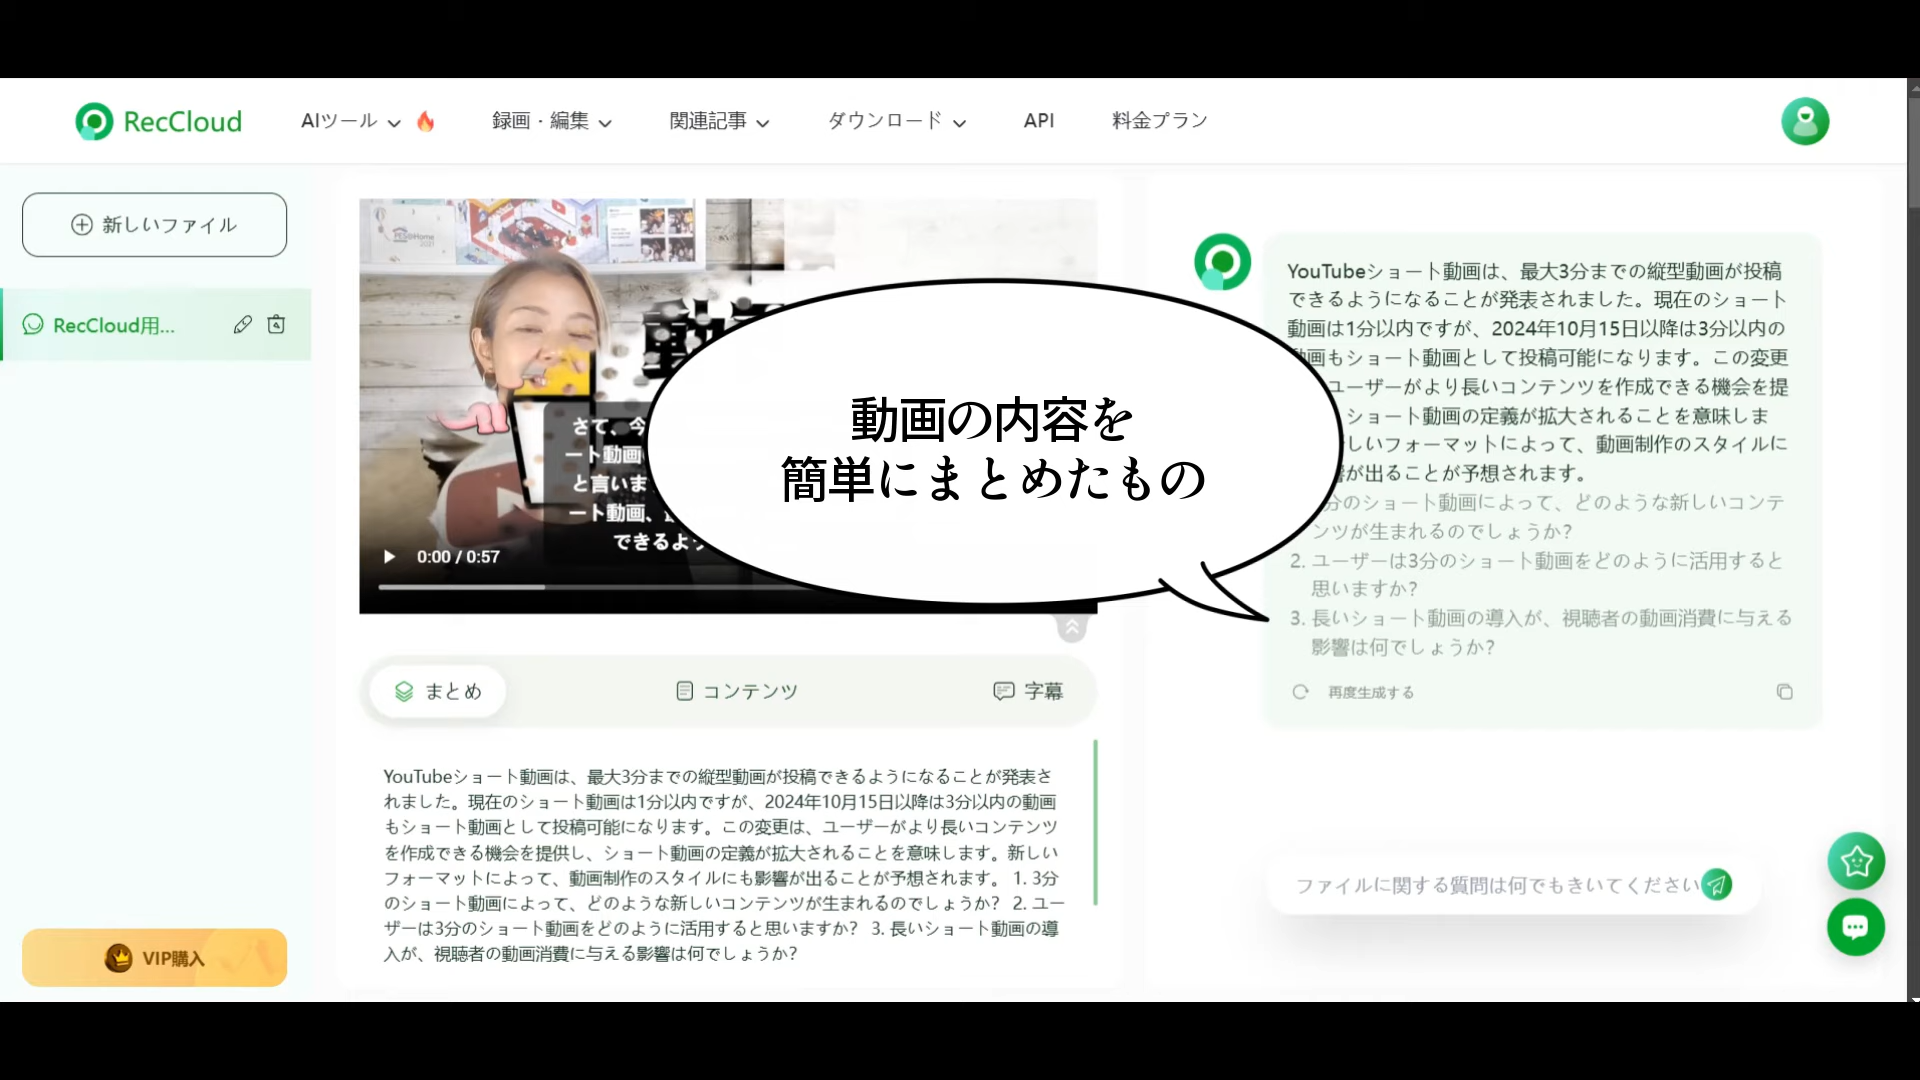 RecCloud
AIツール
録画・編集
関連記事
ダウンロード
API
料金プラン
新しいファイル
RecCloud用...
VIP購入
さて、今
ート動画
と言いま
ート動画、
できるよう
0:00 / 0:57
動画の内容を
簡単にまとめたもの
まとめ
コンテンツ
字幕
YouTubeショート動画は、最大3分までの縦型動画が投稿できるようになることが発表さ
れました。現在のショート動画は1分以内ですが、2024年10月15日以降は3分以内の動画
もショート動画として投稿可能になります。この変更は、ユーザーがより長いコンテンツ
を作成できる機会を提供し、ショート動画の定義が拡大されることを意味します。新しい
フォーマットによって、動画制作のスタイルにも影響が出ることが予想されます。 1. 3分
のショート動画によって、どのような新しいコンテンツが生まれるのでしょうか? 2. ユー
ザーは3分のショート動画をどのように活用すると思いますか? 3. 長いショート動画の導
入が、視聴者の動画消費に与える影響は何でしょうか?
YouTubeショート動画は、最大3分までの縦型動画が投稿
できるようになることが発表されました。現在のショート
動画は1分以内ですが、2024年10月15日以降は3分以内の
動画もショート動画として投稿可能になります。この変更
ユーザーがより長いコンテンツを作成できる機会を提
ショート動画の定義が拡大されることを意味しま
しいフォーマットによって、動画制作のスタイルに
響が出ることが予想されます。
分のショート動画によって、どのような新しいコンテ
ンツが生まれるのでしょうか?
2. ユーザーは3分のショート動画をどのように活用すると
思いますか?
3. 長いショート動画の導入が、視聴者の動画消費に与える
影響は何でしょうか?
再度生成する
ファイルに関する質問は何でもきいてください